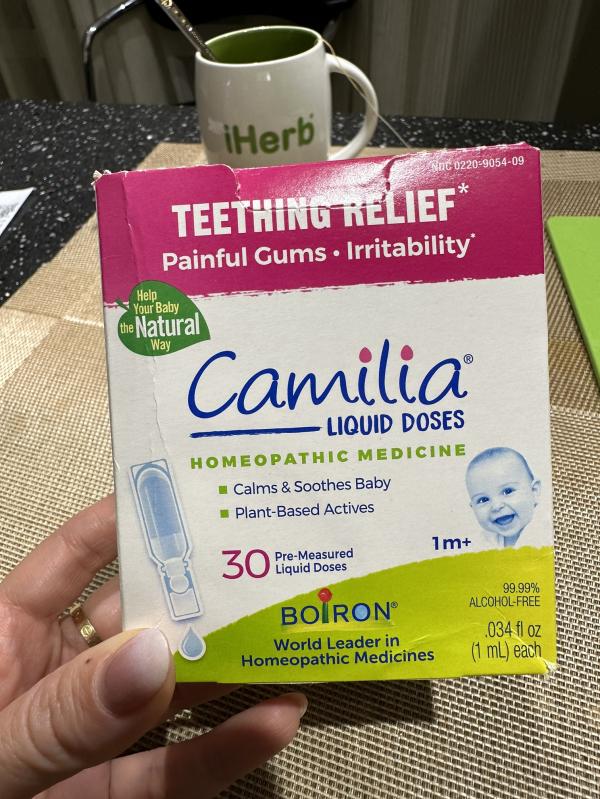 iHerb
NDC 0220-9054-09
TEETHING RELIEF*
Painful Gums • Irritability*
Help
Your Baby
the Natural
Way
Camilia®
LIQUID DOSES
HOMEOPATHIC MEDICINE
Calms & Soothes Baby
Plant-Based Actives
1m+
30 Pre-Measured
Liquid Doses
99.99%
ALCOHOL-FREE
BOIRON®
World Leader in
Homeopathic Medicines
.034 fl oz
(1 mL) each